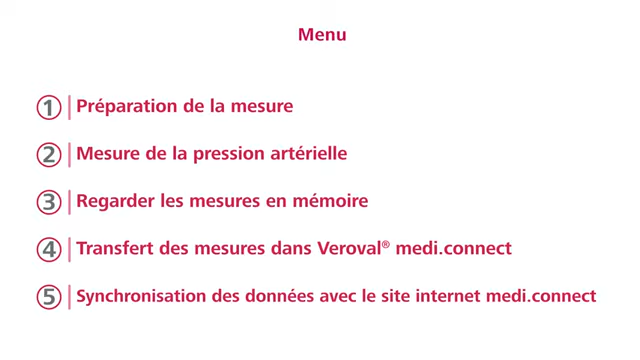 Menu
1 Préparation de la mesure
2 Mesure de la pression artérielle
3 Regarder les mesures en mémoire
4 Transfert des mesures dans Veroval® medi.connect
5 Synchronisation des données avec le site internet medi.connect